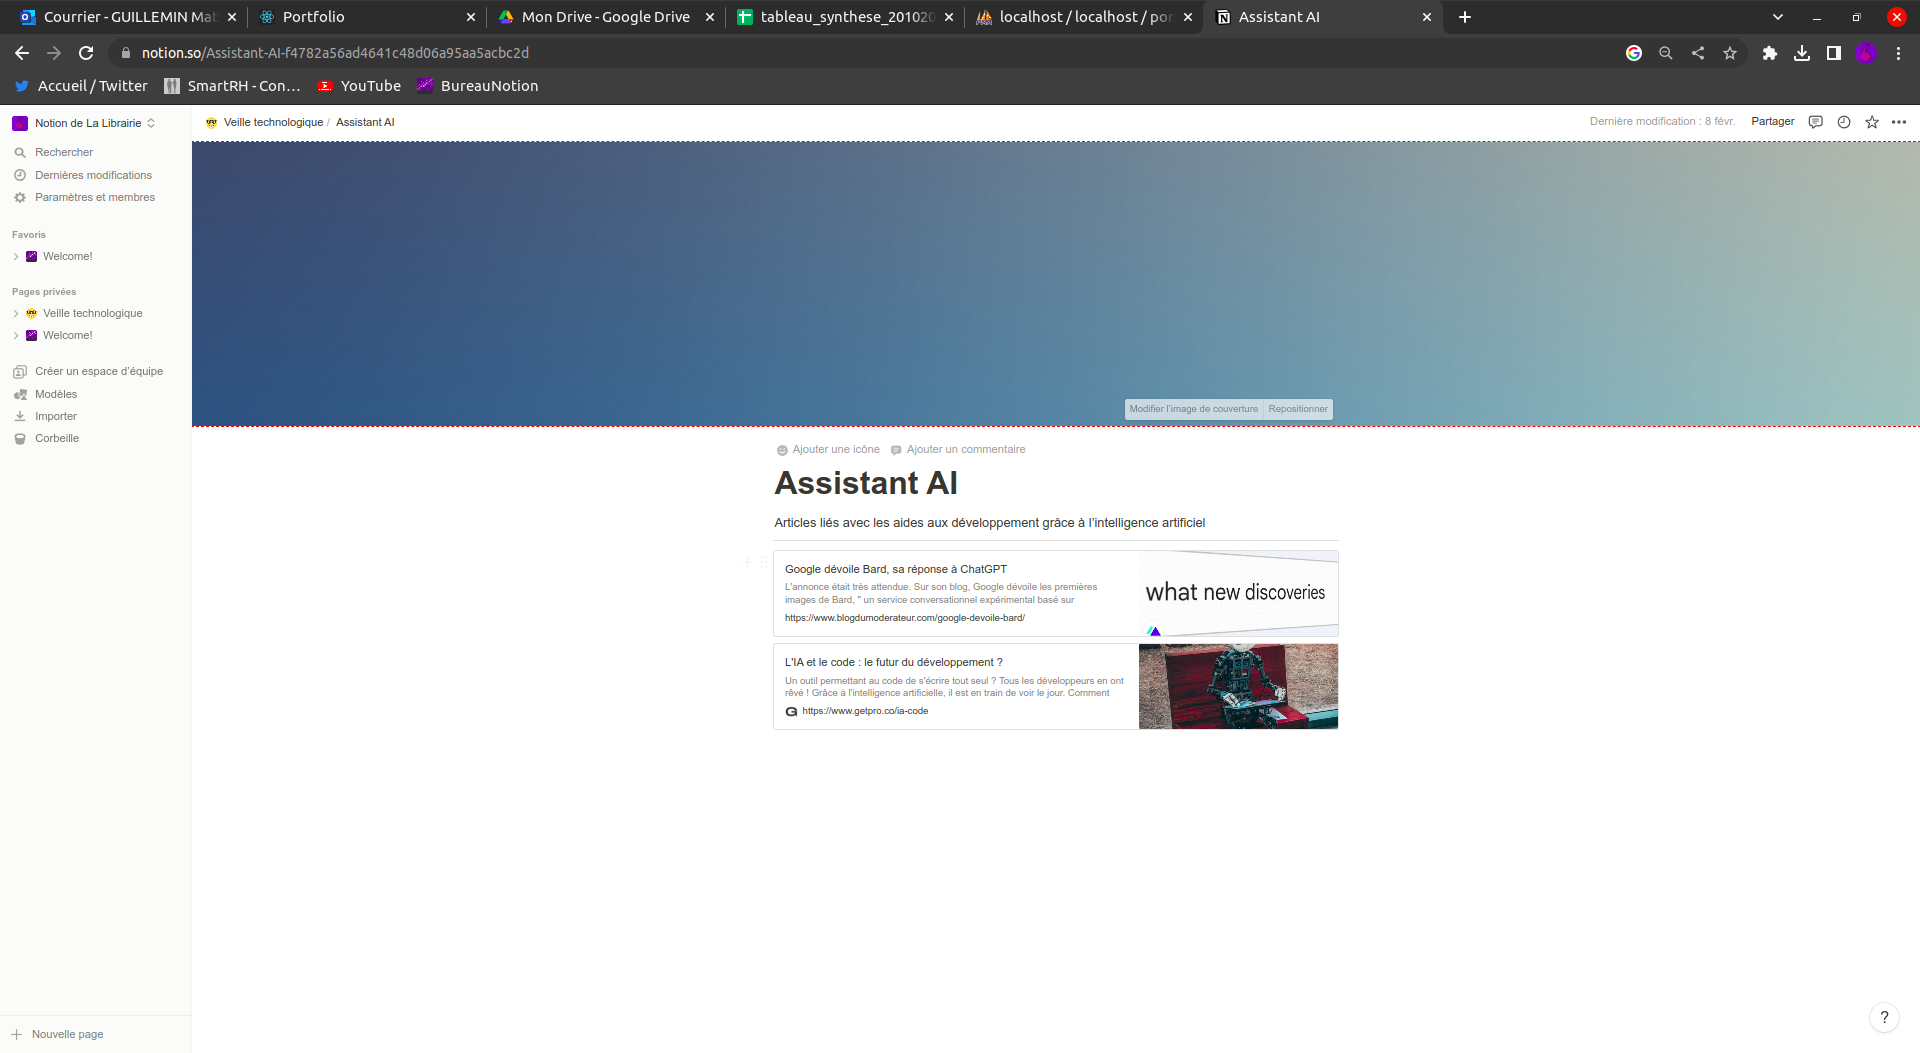 Courrier - GUILLEMIN Mat
Portfolio
Mon Drive - Google Drive
tableau_synthese_201020
localhost / localhost / por
Assistant AI
notion.so/Assistant-AI-f4782a56ad4641c48d06a95aa5acbc2d
Accueil / Twitter
SmartRH - Con...
YouTube
BureauNotion
Notion de La Librairie
Veille technologique / Assistant AI
Dernière modification : 8 févr.
Partager
Rechercher
Dernières modifications
Paramètres et membres
Favoris
Welcome!
Pages privées
Veille technologique
Welcome!
Créer un espace d'équipe
Modèles
Importer
Corbeille
Modifier l'image de couverture
Repositionner
Ajouter une icône
Ajouter un commentaire
Assistant AI
Articles liés avec les aides aux développement grâce à l'intelligence artificiel
Google dévoile Bard, sa réponse à ChatGPT
L'annonce était très attendue. Sur son blog, Google dévoile les premières
images de Bard, " un service conversationnel expérimental basé sur
https://www.blogdumoderateur.com/google-devoile-bard/
what new discoveries
L'IA et le code : le futur du développement ?
Un outil permettant au code de s'écrire tout seul ? Tous les développeurs en ont
rêvé ! Grâce à l'intelligence artificielle, il est en train de voir le jour. Comment
https://www.getpro.co/ia-code
Nouvelle page
?